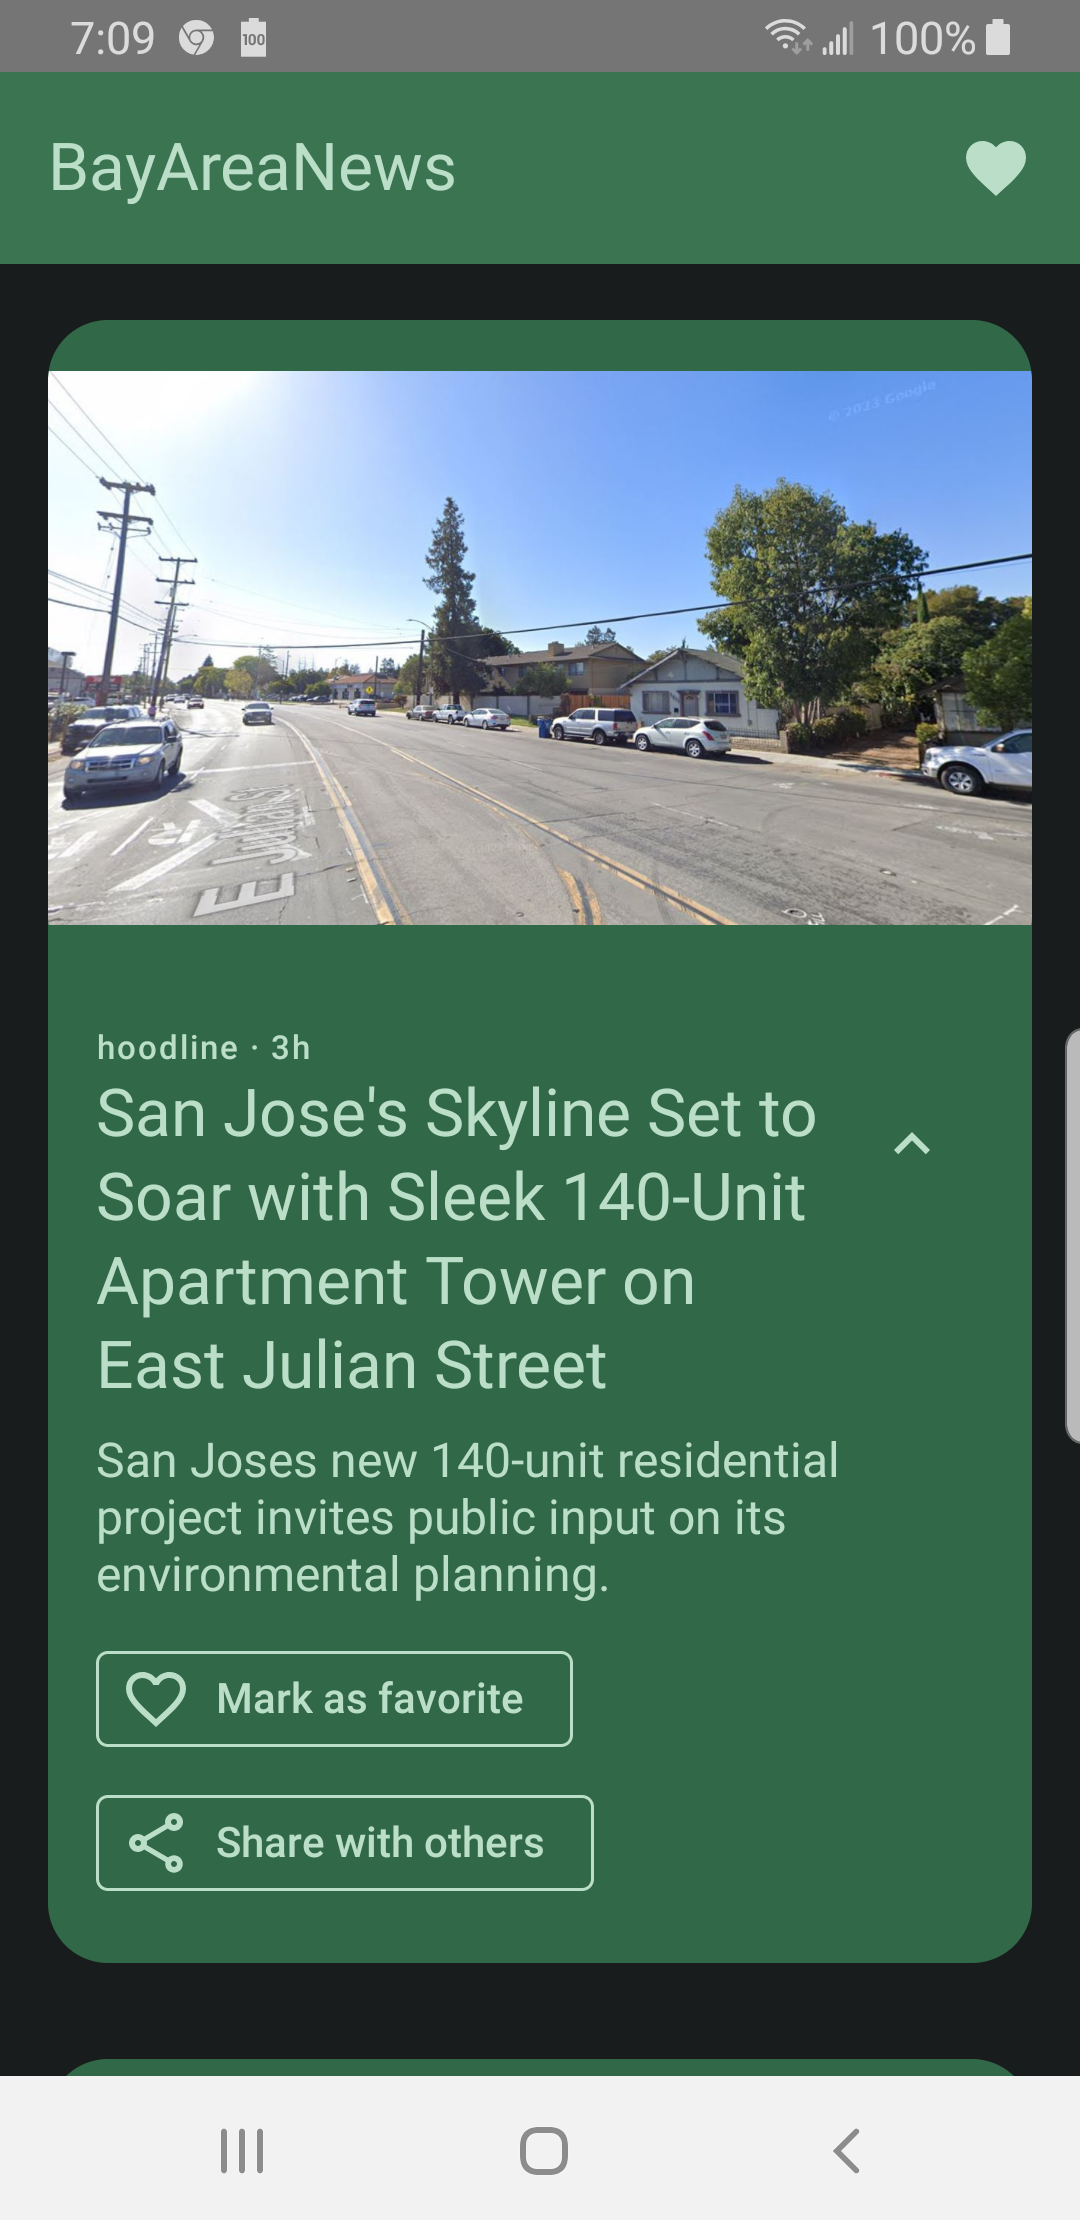 7:09
100
100%
BayAreaNews
© 2023 Google
E Julian St
hoodline · 3h
San Jose's Skyline Set to
Soar with Sleek 140-Unit
Apartment Tower on
East Julian Street
San Joses new 140-unit residential
project invites public input on its
environmental planning.
Mark as favorite
Share with others